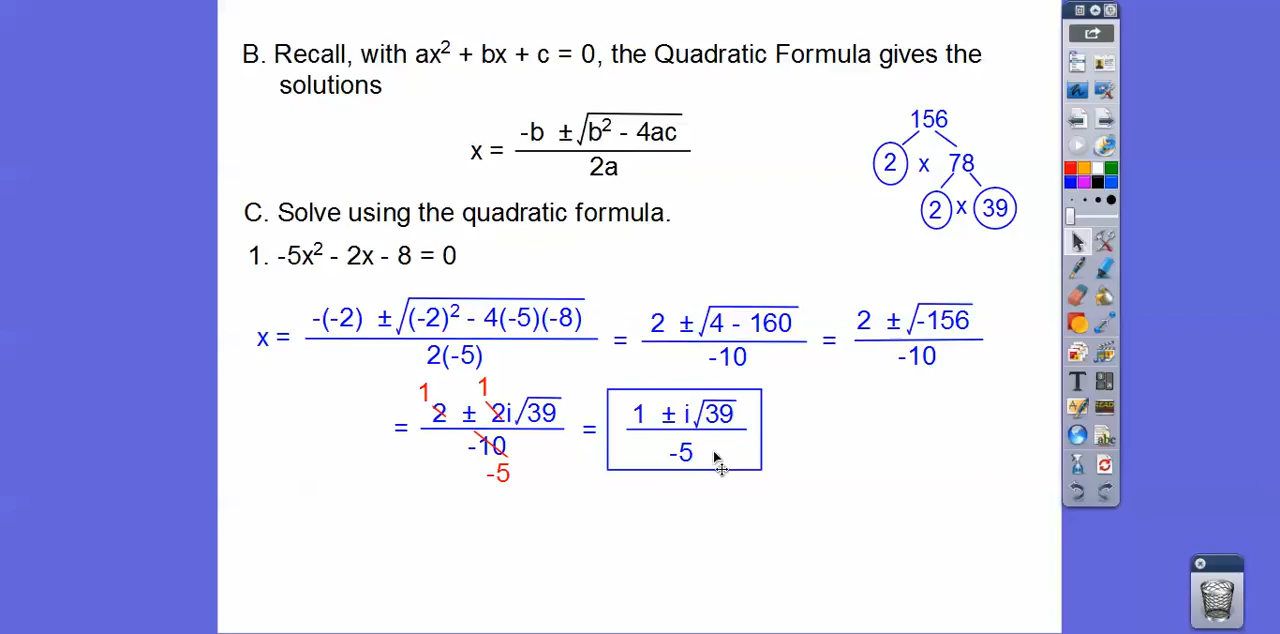 B. Recall, with ax² + bx + c = 0, the Quadratic Formula gives the
solutions
x = -b ±√b² - 4ac / 2a
156
2 x 78
2 x 39
C. Solve using the quadratic formula.
1. -5x² - 2x - 8 = 0
x = -(-2) ±√(-2)² - 4(-5)(-8) / 2(-5) = 2 ±√4 - 160 / -10 = 2 ±√-156 / -10
1 1
= 2 ± 2i√39 / -10 = 1 ± i√39 / -5
-5